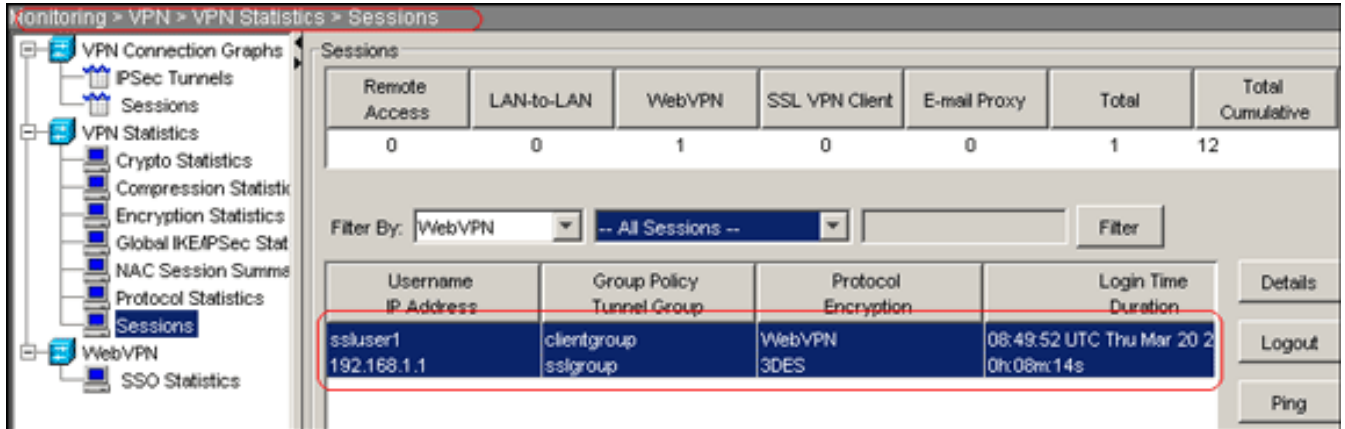 Monitoring > VPN > VPN Statistics > Sessions
VPN Connection Graphs
IPSec Tunnels
Sessions
VPN Statistics
Crypto Statistics
Compression Statistic
Encryption Statistics
Global IKE/IPSec Stat
NAC Session Summa
Protocol Statistics
Sessions
WebVPN
SSO Statistics
Sessions
Remote Access
LAN-to-LAN
WebVPN
SSL VPN Client
E-mail Proxy
Total
Total Cumulative
0 0 1 0 0 1 12
Filter By: WebVPN -- All Sessions -- Filter
Username Group Policy Protocol Login Time
IP Address Tunnel Group Encryption Duration
ssluser1 clientgroup WebVPN 08:49:52 UTC Thu Mar 20 2
192.168.1.1 sslgroup 3DES 0h:08m:14s
Details
Logout
Ping